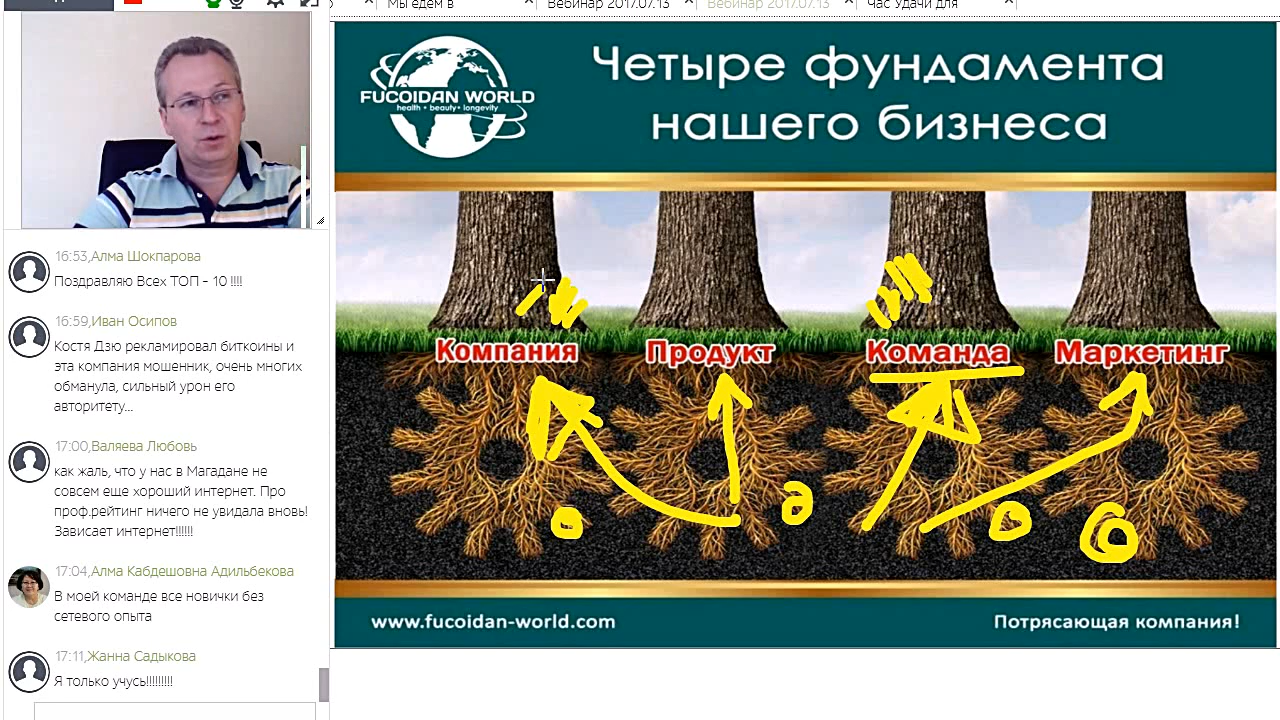 Мы едем в
Вебинар 2017.07.13
Вебинар 2017.07.13
Час Удачи для
16:53,Алма Шокпарова
Поздравляю Всех ТОП – 10 !!!!
16:59,Иван Осипов
Костя Дзю рекламировал биткоины и
эта компания мошенник, очень многих
обманула, сильный урон его
авторитету...
17:00,Валяева Любовь
как жаль, что у нас в Магадане не
совсем еще хороший интернет. Про
проф.рейтинг ничего не увидала вновь!
Зависает интернет!!!!!!
17:04,Алма Кабдешовна Адильбекова
В моей команде все новички без
сетевого опыта
17:11,Жанна Садыкова
Я только учусь!!!!!!!!!
FUCOIDAN WORLD
health • beauty • longevity
Четыре фундамента
нашего бизнеса
Компания
Продукт
Команда
Маркетинг
www.fucoidan-world.com
Потрясающая компания!